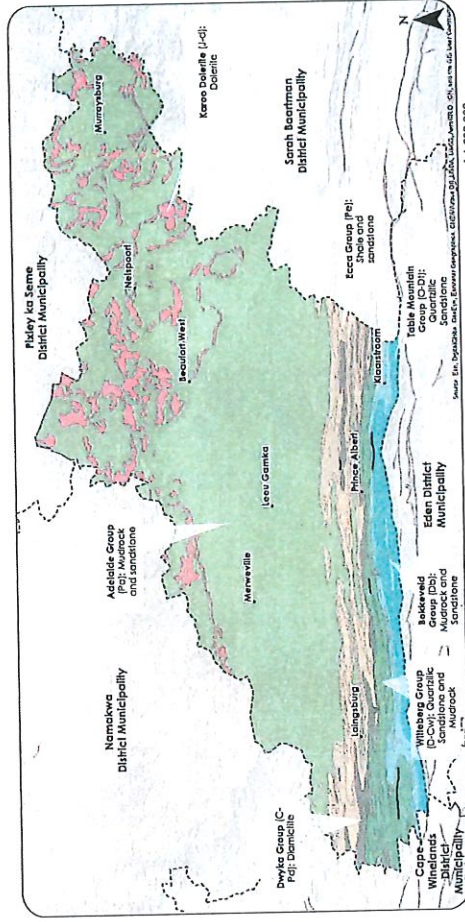 Pixley ka Seme
District Municipality
Namakwa
District Municipality
Murraysburg
Karoo Dolerite (J-d):
Dolerite
Nelspoort
Adelaide Group
(Pa): Mudrock
and sandstone
Beaufort West
Sarah Baartman
District Municipality
Merweville
Leeu Gamka
Ecca Group (Pe):
Shale and
sandstone
Dwyka Group (C-
Pd): Diamictite
Laingsburg
Prince Albert
Klaarstroom
Cape
Winelands
District
Municipality
Witteberg Group
(D-Cw): Quartzilic
Sandstone and
Mudrock
Bokkeveld
Group (Db):
Mudrock and
Sandstone
Eden District
Municipality
Table Mountain
Group (O-Dt):
Quartzilic
Sandstone
N